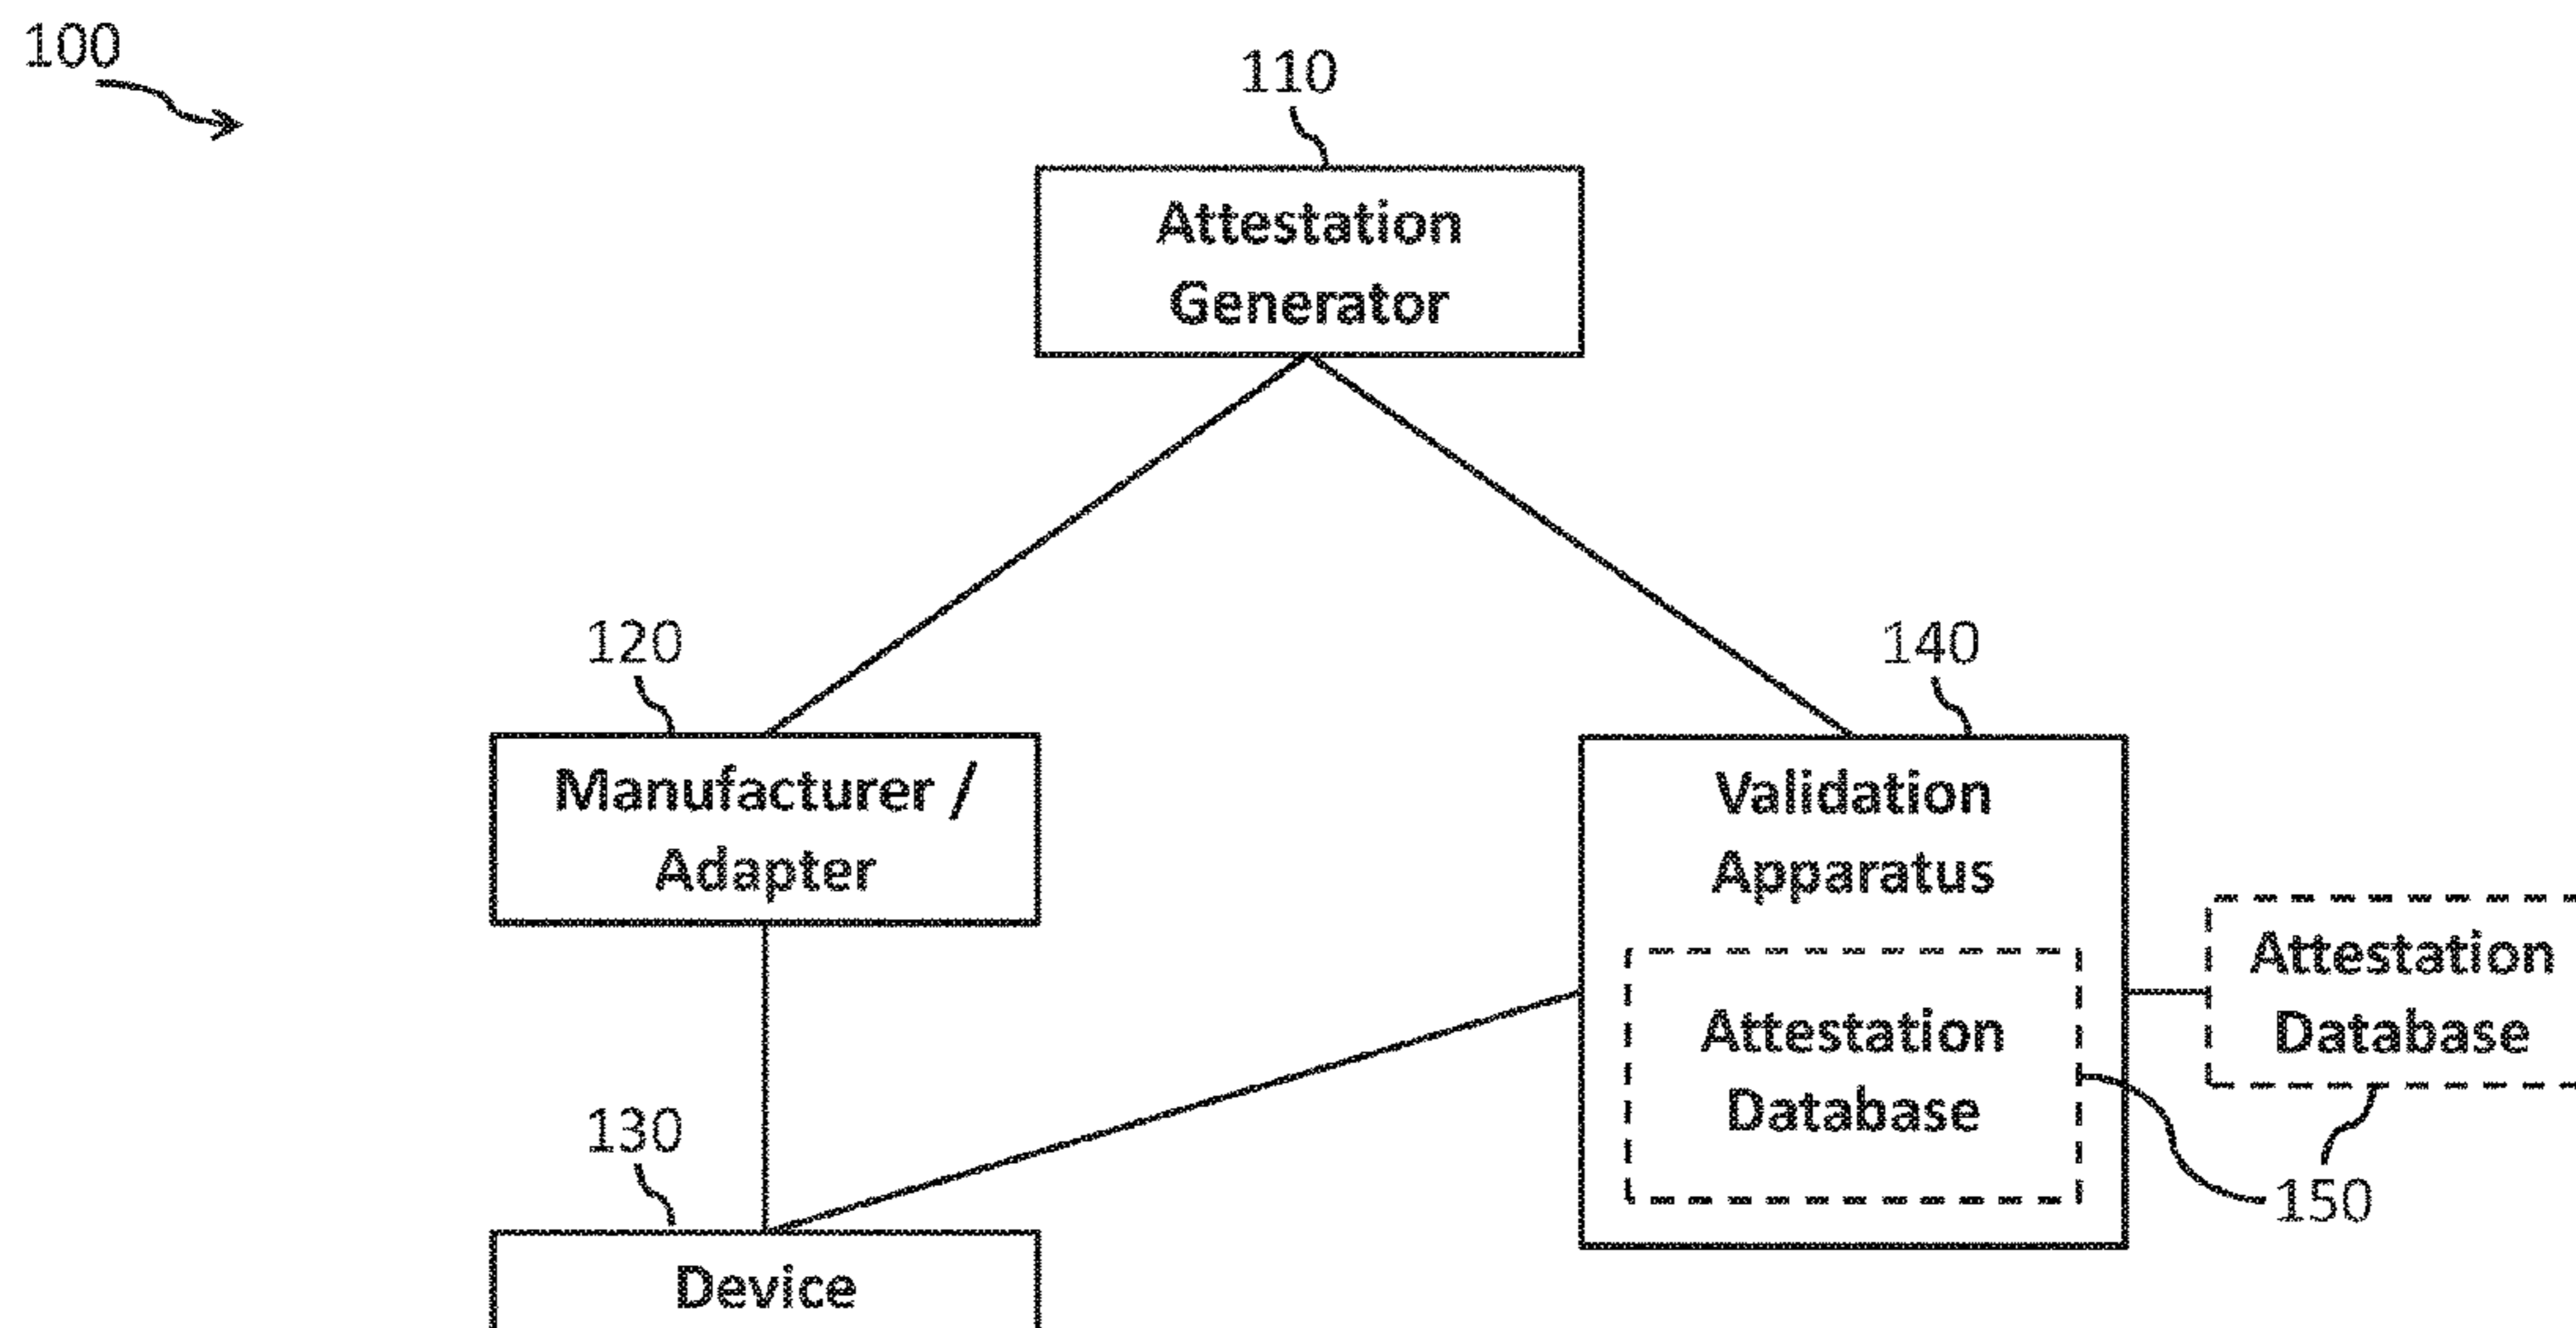 100
110
Attestation
Generator
120
140
Manufacturer /
Adapter
Validation
Apparatus
Attestation
Database
Attestation
Database
130
150
Device